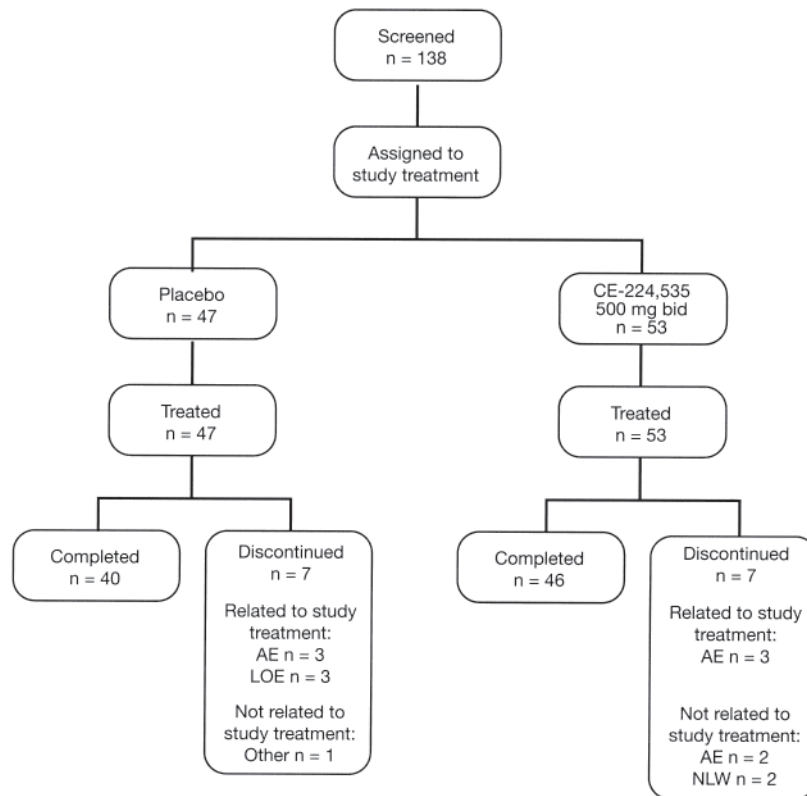 Screened
n = 138
Assigned to
study treatment
Placebo
n = 47
CE-224,535
500 mg bid
n = 53
Treated
n = 47
Treated
n = 53
Completed
n = 40
Discontinued
n = 7
Related to study
treatment:
AE n = 3
LOE n = 3
Not related to
study treatment:
Other n = 1
Completed
n = 46
Discontinued
n = 7
Related to study
treatment:
AE n = 3
Not related to
study treatment:
AE n = 2
NLW n = 2